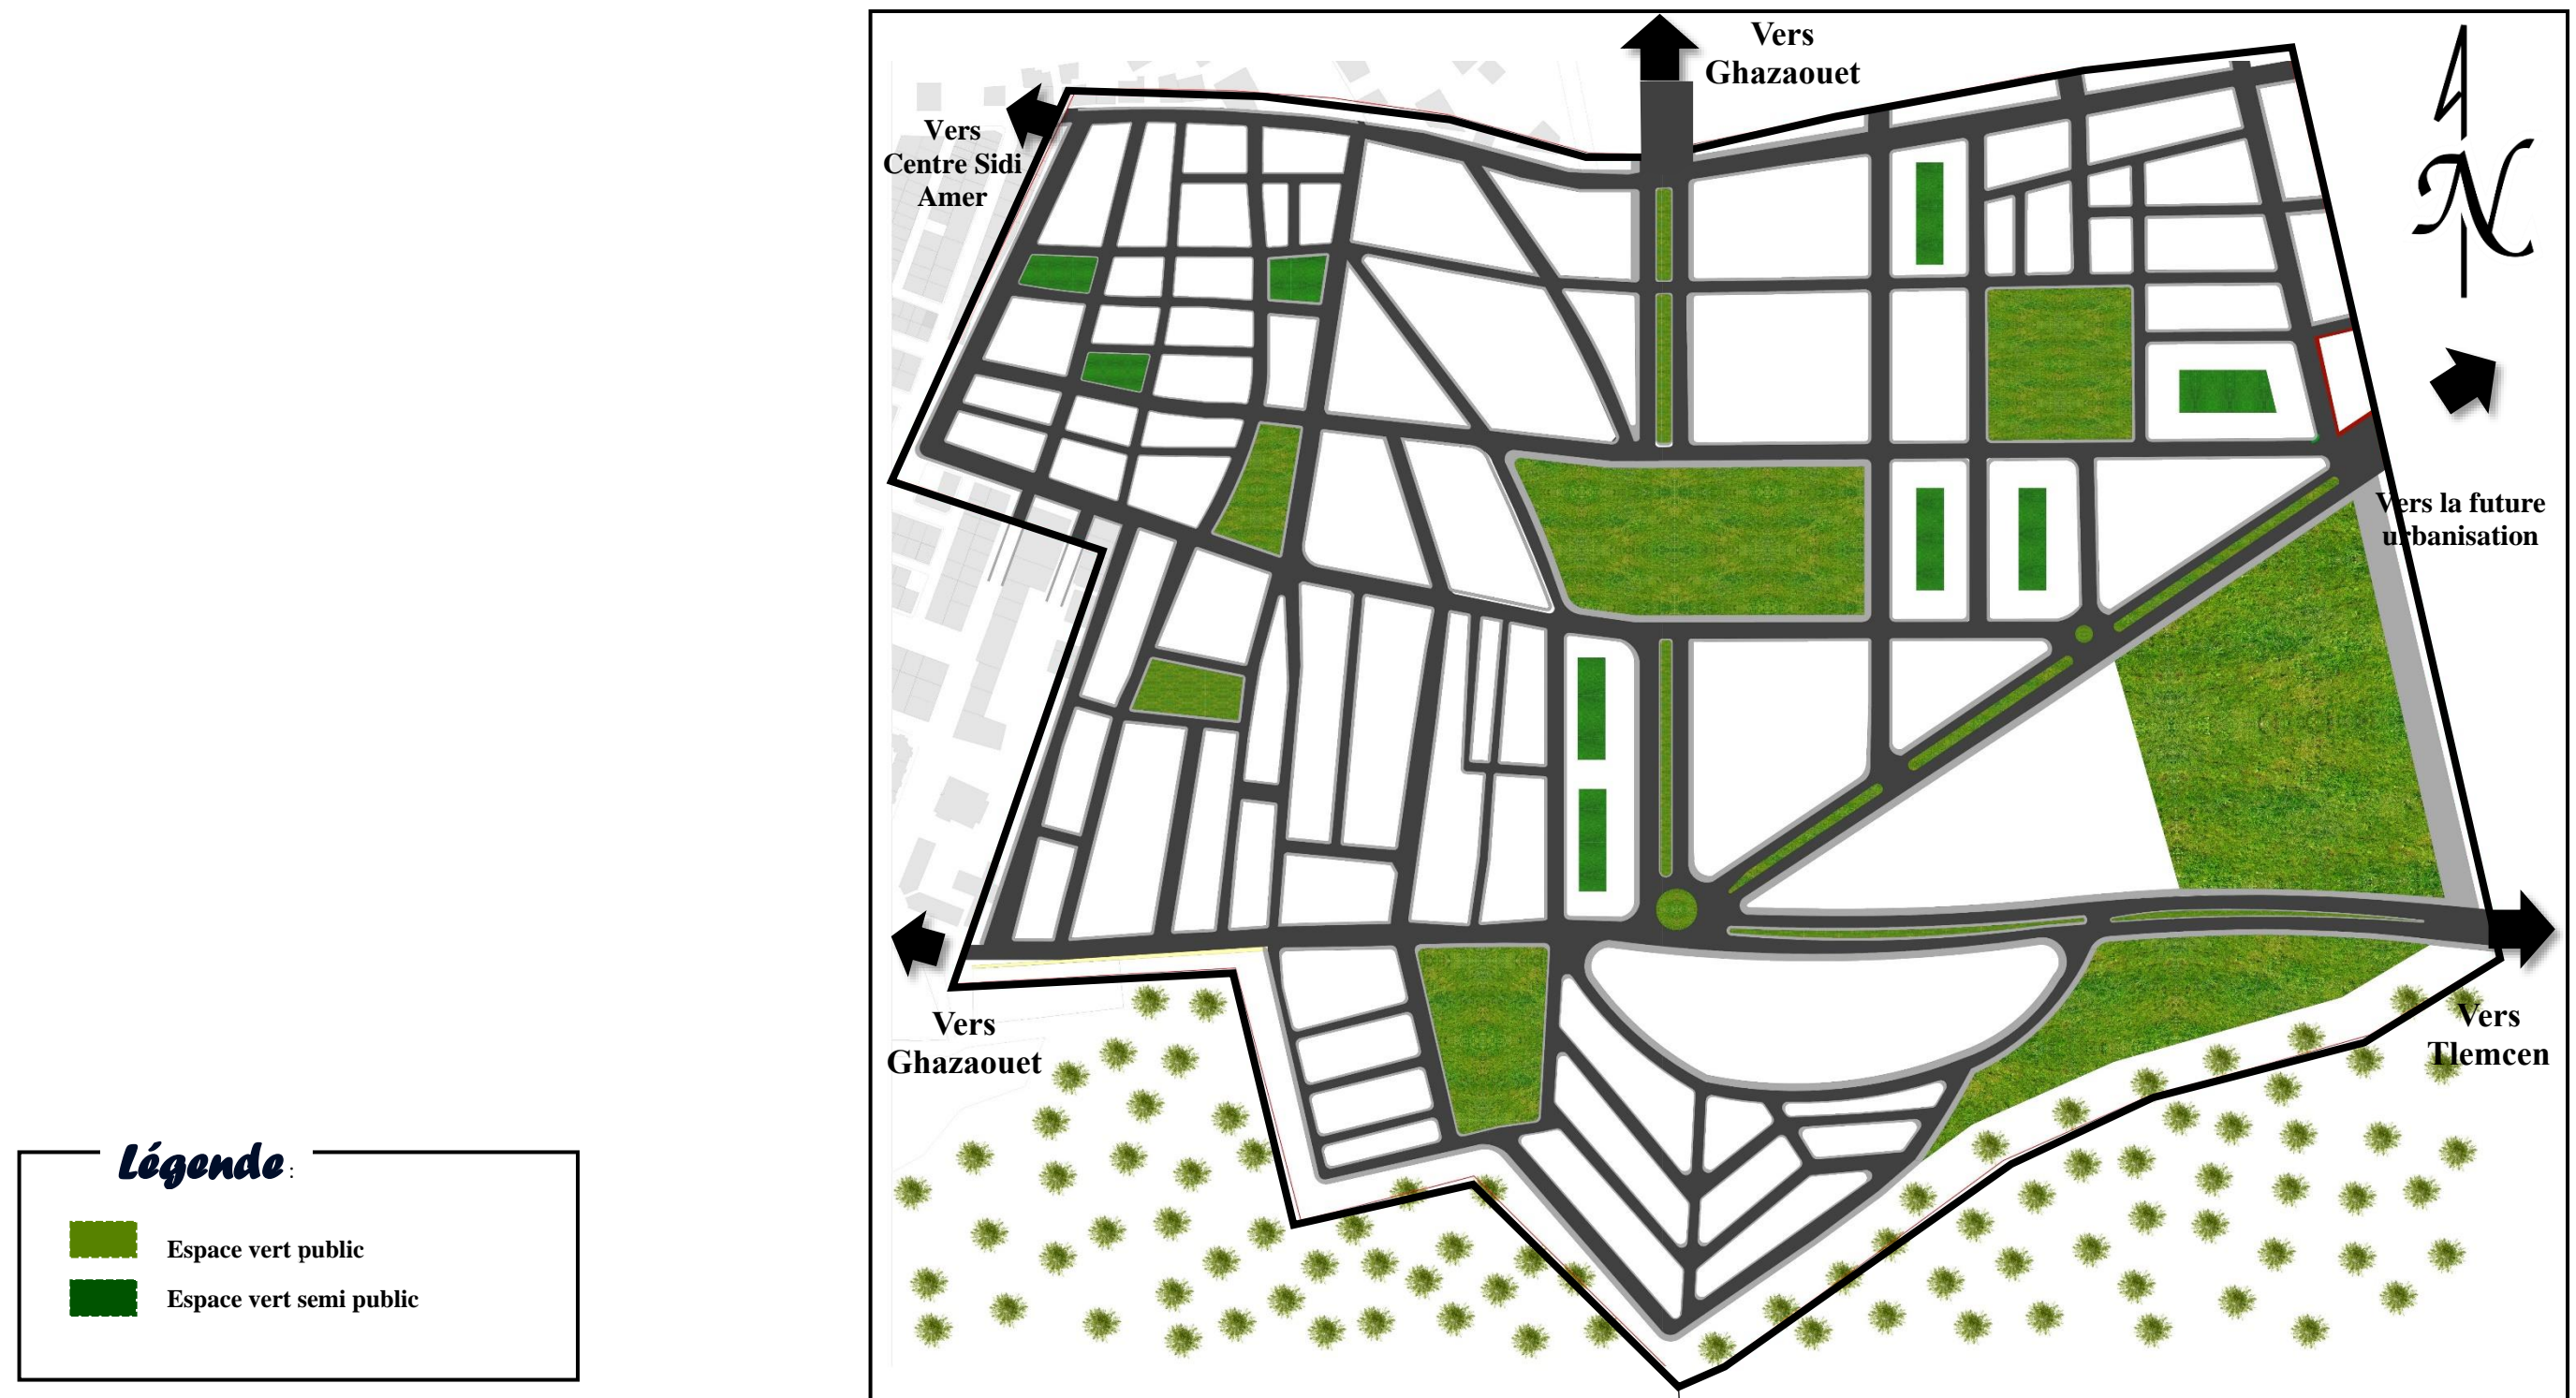 Vers
Ghazaouet
Vers
Centre Sidi
Amer
N
Vers la future
urbanisation
Vers
Ghazaouet
Vers
Tlemcen
Légende :
Espace vert public
Espace vert semi public